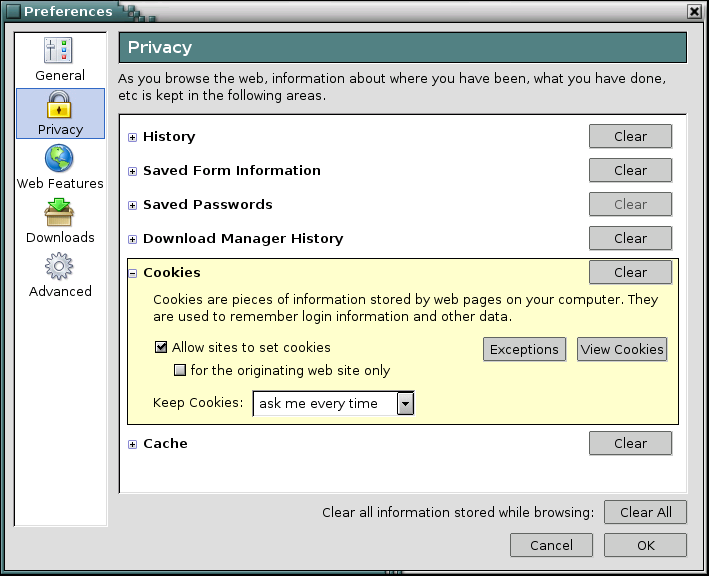 Preferences
General
Privacy
Web Features
Downloads
Advanced
Privacy
As you browse the web, information about where you have been, what you have done,
etc is kept in the following areas.
History Clear
Saved Form Information Clear
Saved Passwords Clear
Download Manager History Clear
Cookies Clear
Cookies are pieces of information stored by web pages on your computer. They
are used to remember login information and other data.
Allow sites to set cookies Exceptions View Cookies
for the originating web site only
Keep Cookies: ask me every time
Cache Clear
Clear all information stored while browsing: Clear All
Cancel OK